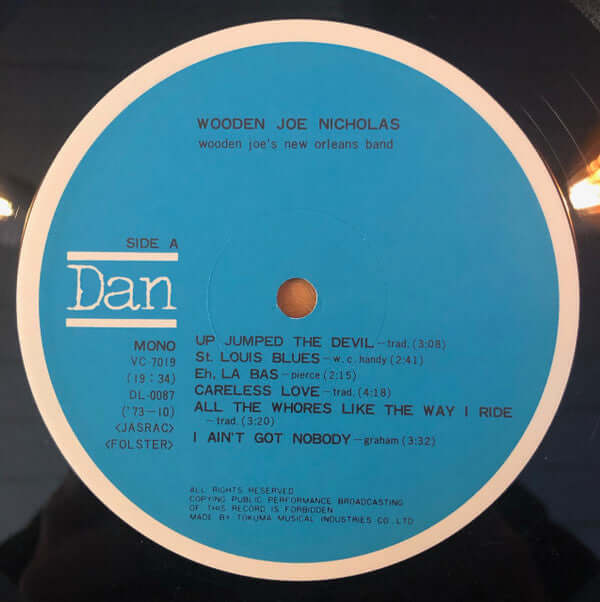 WOODEN JOE NICHOLAS
wooden joe's new orleans band
SIDE A
Dan
MONO
VC-7019
(19:34)
DL-0087
('73-10)
<JASRAC>
<FOLSTER>
UP JUMPED THE DEVIL—trad.(3:08)
St. LOUIS BLUES—w.c.handy(2:41)
Eh, LA BAS—pierce(2:15)
CARELESS LOVE—trad.(4:18)
ALL THE WHORES LIKE THE WAY I RIDE
—trad.(3:20)
I AIN'T GOT NOBODY—graham(3:32)
ALL RIGHTS RESERVED
COPYING PUBLIC PERFORMANCE BROADCASTING
OF THIS RECORD IS FORBIDDEN
MADE BY TOKUMA MUSICAL INDUSTRIES CO.,LTD